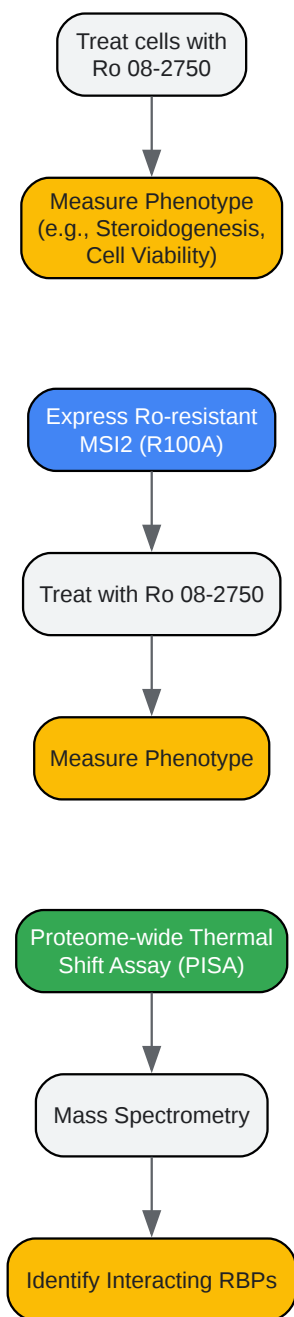 Treat cells with
Ro 08-2750
Measure Phenotype
(e.g., Steroidogenesis,
Cell Viability)
Express Ro-resistant
MSI2 (R100A)
Treat with Ro 08-2750
Measure Phenotype
Proteome-wide Thermal
Shift Assay (PISA)
Mass Spectrometry
Identify Interacting RBPs